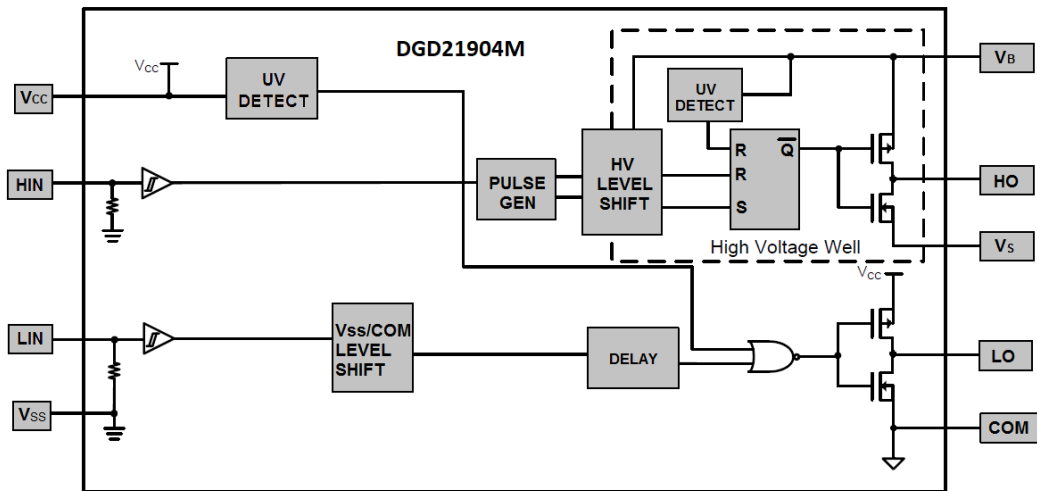 DGD21904M
VCC
VCC
UV
DETECT
UV
DETECT
VB
HIN
PULSE
GEN
HV
LEVEL
SHIFT
R
R
S
Q
HO
VS
High Voltage Well
VCC
LIN
Vss/COM
LEVEL
SHIFT
DELAY
LO
VSS
COM